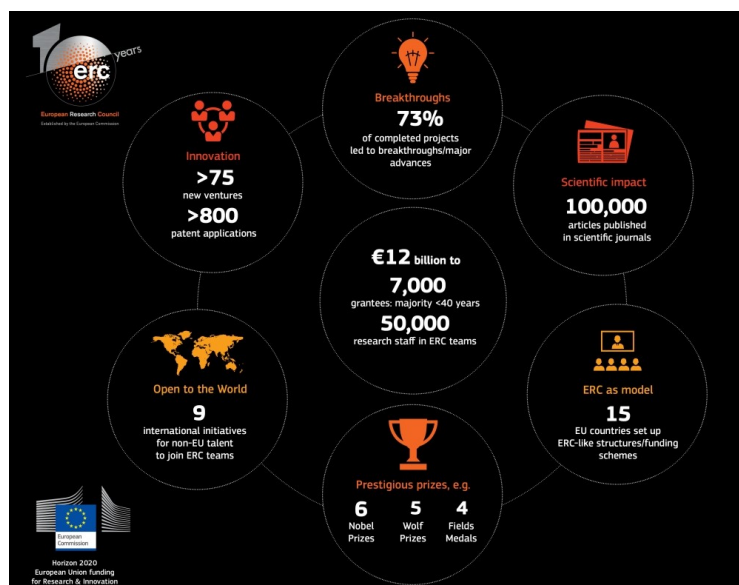 10 years
erc
European Research Council
Established by the European Commission
Breakthroughs
73%
of completed projects
led to breakthroughs/major
advances
Innovation
>75
new ventures
>800
patent applications
Scientific impact
100,000
articles published
in scientific journals
€12 billion to
7,000
grantees: majority <40 years
50,000
research staff in ERC teams
Open to the World
9
international initiatives
for non-EU talent
to join ERC teams
ERC as model
15
EU countries set up
ERC-like structures/funding
schemes
Prestigious prizes, e.g.
6 5 4
Nobel Wolf Fields
Prizes Prizes Medals
European
Commission
Horizon 2020
European Union funding
for Research & Innovation